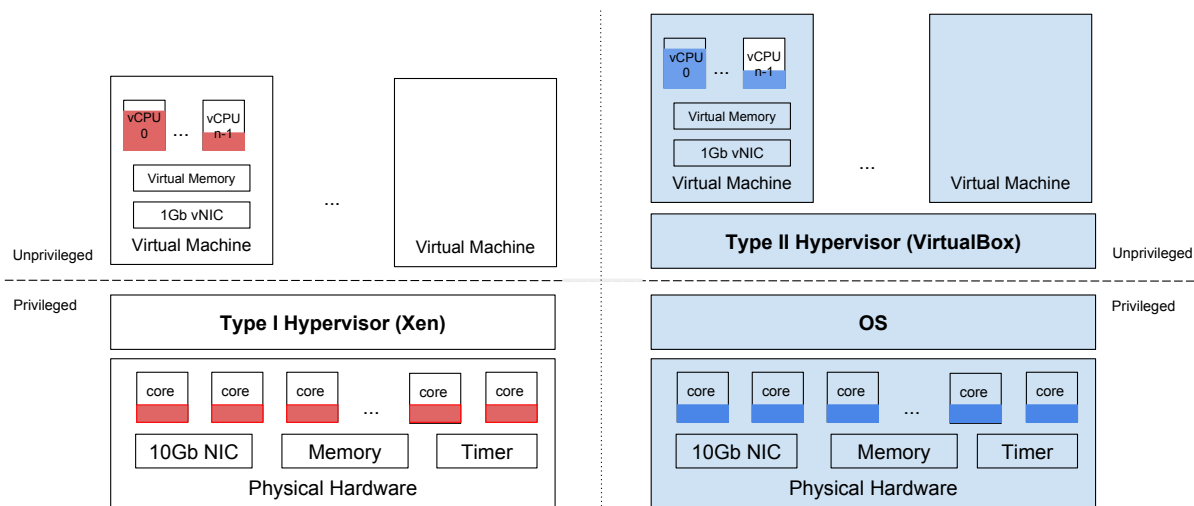 vCPU
0
...
vCPU
n-1
Virtual Memory
1Gb vNIC
Virtual Machine
...
Virtual Machine
Unprivileged
Privileged
Type I Hypervisor (Xen)
core
core
core
...
core
core
10Gb NIC
Memory
Timer
Physical Hardware
vCPU
0
...
vCPU
n-1
Virtual Memory
1Gb vNIC
Virtual Machine
...
Virtual Machine
Type II Hypervisor (VirtualBox)
Unprivileged
Privileged
OS
core
core
core
...
core
core
10Gb NIC
Memory
Timer
Physical Hardware